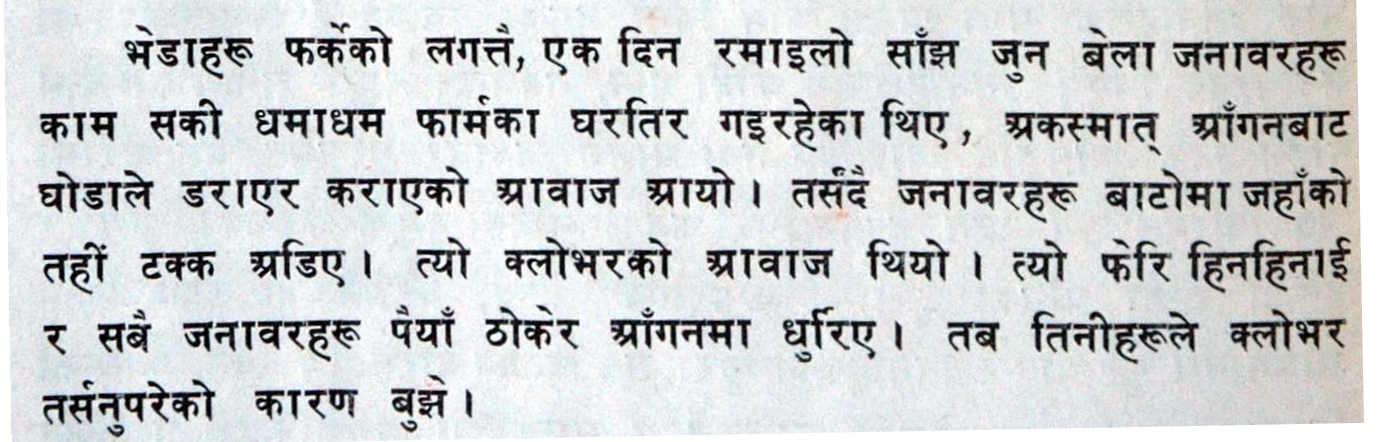 भेडाहरू फर्केको लगत्तै, एक दिन रमाइलो साँझ जुन बेला जनावरहरू
काम सकी धमाधम फार्मका घरतिर गइरहेका थिए, अकस्मात् आँगनबाट
घोडाले डराएर कराएको आवाज आयो । तर्सदै जनावरहरू बाटोमा जहाँको
तहीं टक्क अडिए । त्यो क्लोभरको आवाज थियो । त्यो फेरि हिनहिनाई
र सबै जनावरहरू पैयाँ ठोकेर आँगनमा धुरिए । तब तिनीहरूले क्लोभर
तर्सनुपरेको कारण बुझे ।